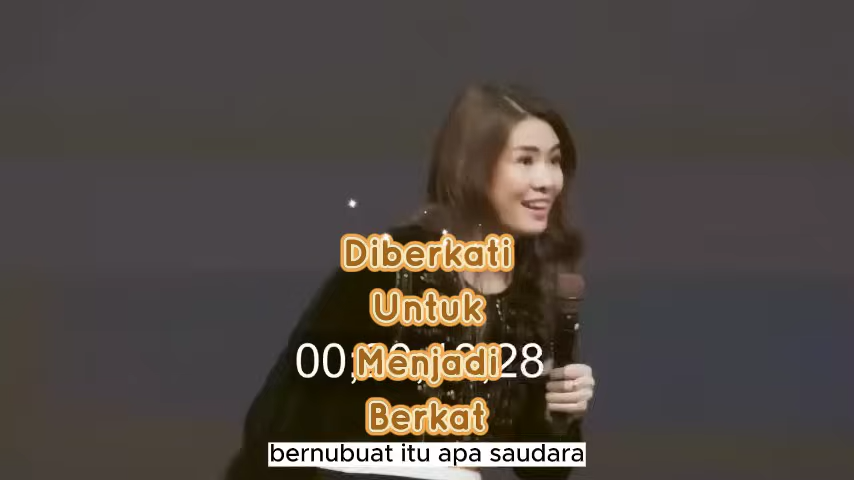 Diberkati
Untuk
Menjadi
Berkat
bernubuat itu apa saudara